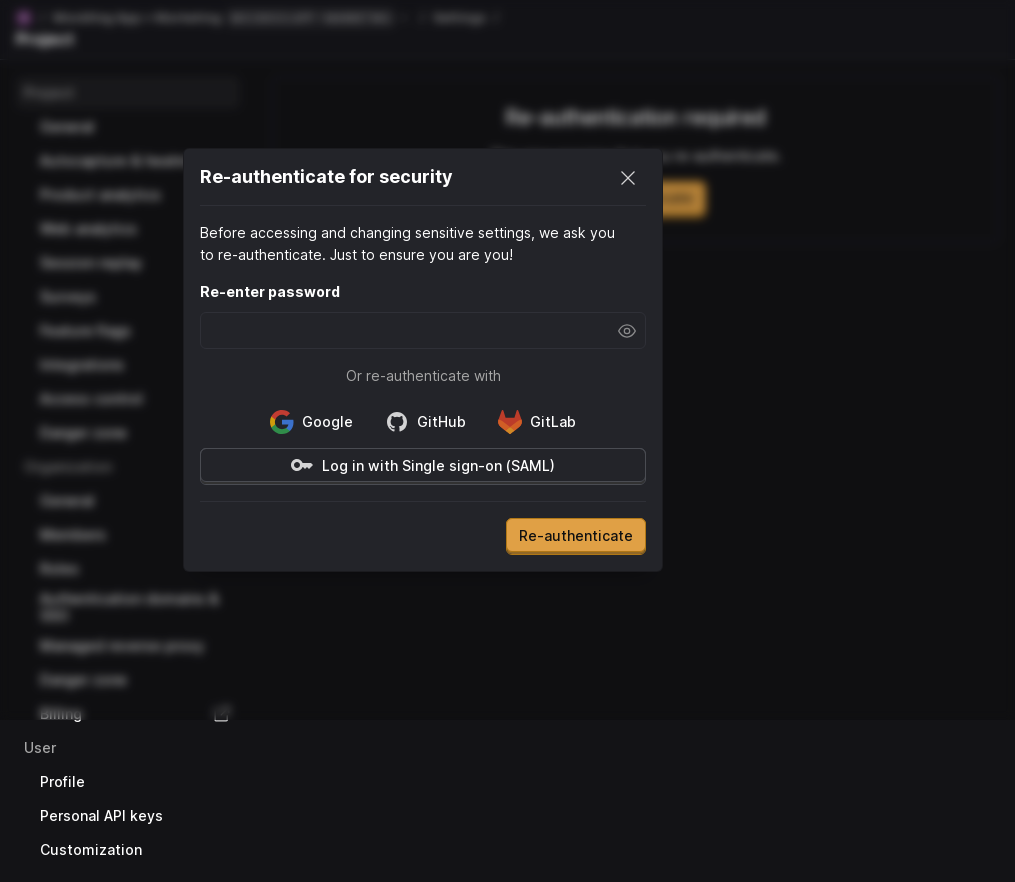 Settings
Project
Re-authentication required
Project
General
Product analytics
Web analytics
Session replay
Surveys
Feature flags
Integrations
Access control
Danger zone
Organization
General
Members
Roles
Authentication domains &
SSO
Managed reverse proxy
Danger zone
Billing
User
Profile
Personal API keys
Customization
Re-authenticate for security
Before accessing and changing sensitive settings, we ask you
to re-authenticate. Just to ensure you are you!
Re-enter password
Or re-authenticate with
Google GitHub GitLab
Log in with Single sign-on (SAML)
Re-authenticate